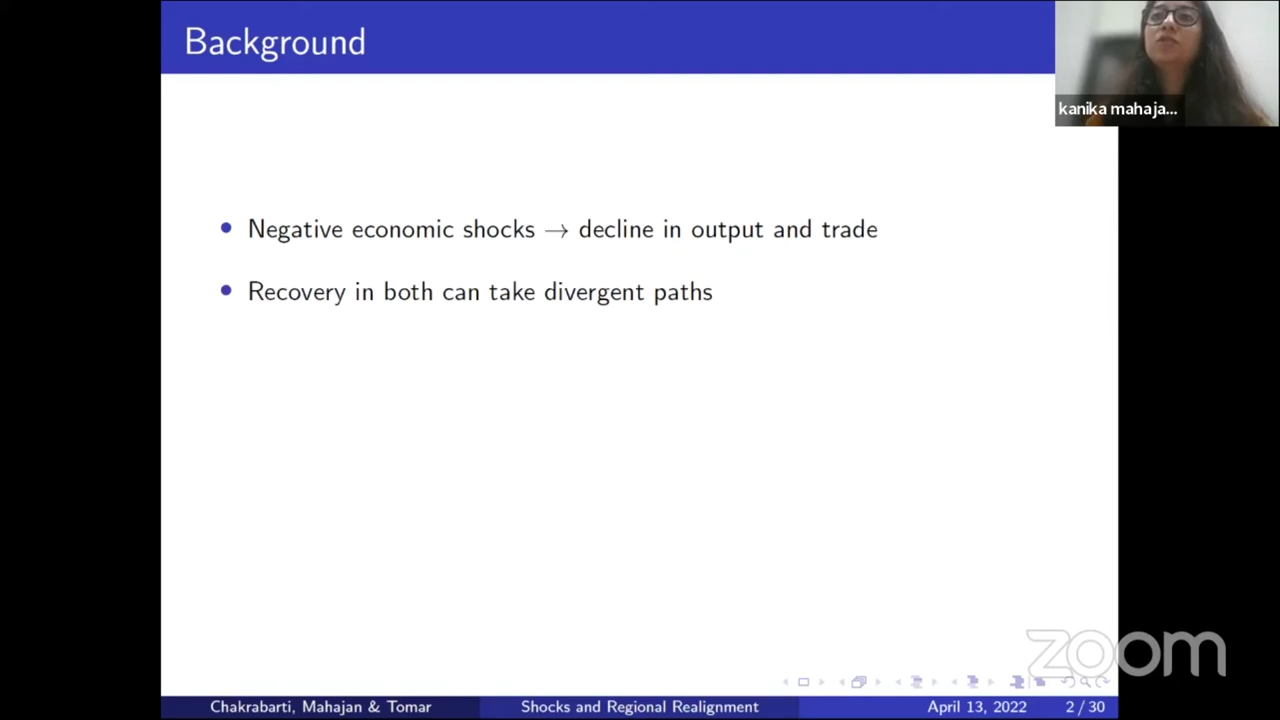 Background
kanika mahaja...
• Negative economic shocks → decline in output and trade
• Recovery in both can take divergent paths
zoom
Chakrabarti, Mahajan & Tomar
Shocks and Regional Realignment
April 13, 2022
2 / 30